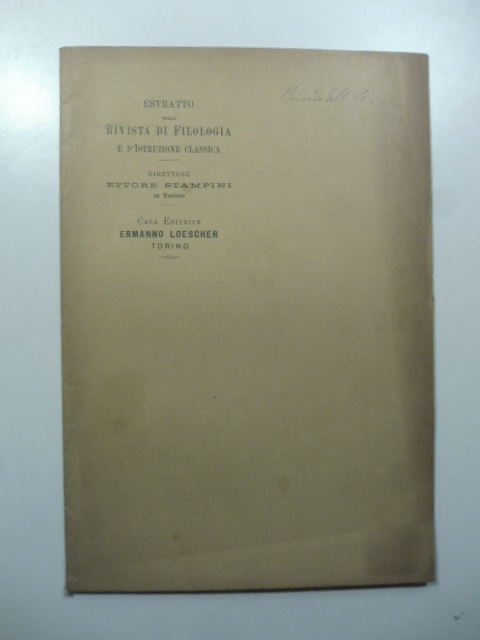 ESTRATTO
DALLA
RIVISTA DI FILOLOGIA
E D'ISTRUZIONE CLASSICA
DIRETTORE
ETTORE STAMPINI
in Torino
CASA EDITRICE
ERMANNO LOESCHER
TORINO